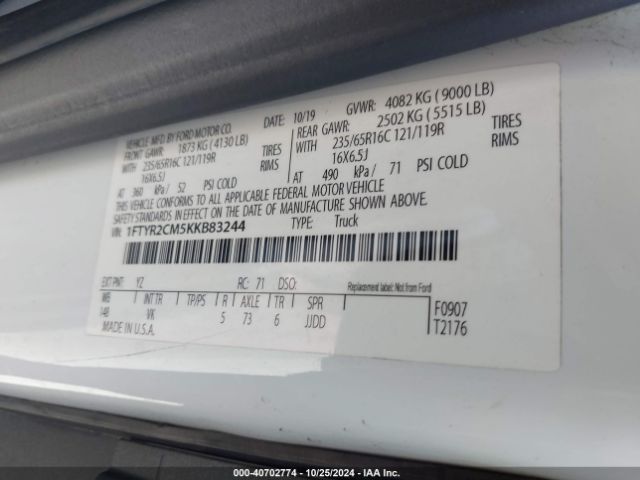 VEHICLE MFD BY FORD MOTOR CO. DATE: 10/19 GVWR: 4082 KG ( 9000 LB)
FRONT GAWR: 1873 KG ( 4130 LB) REAR GAWR: 2502 KG ( 5515 LB)
WITH 235/65R16C 121/119R TIRES WITH 235/65R16C 121/119R TIRES
16X6.5J RIMS 16X6.5J RIMS
AT 360 kPa/ 52 PSI COLD AT 490 kPa/ 71 PSI COLD
THIS VEHICLE CONFORMS TO ALL APPLICABLE FEDERAL MOTOR VEHICLE
SAFETY STANDARDS IN EFFECT ON THE DATE OF MANUFACTURE SHOWN ABOVE.
VIN: 1FTYR2CM5KKB83244 TYPE: Truck
EXT PNT: YZ RC: 71 DSO: Replacement label: Not from Ford
WB INT TR TP/PS R AXLE TR SPR F0907
148 VK 5 73 6 JJDD T2176
MADE IN U.S.A.
000-40702774 | 10/25/2024 | IAA Inc.